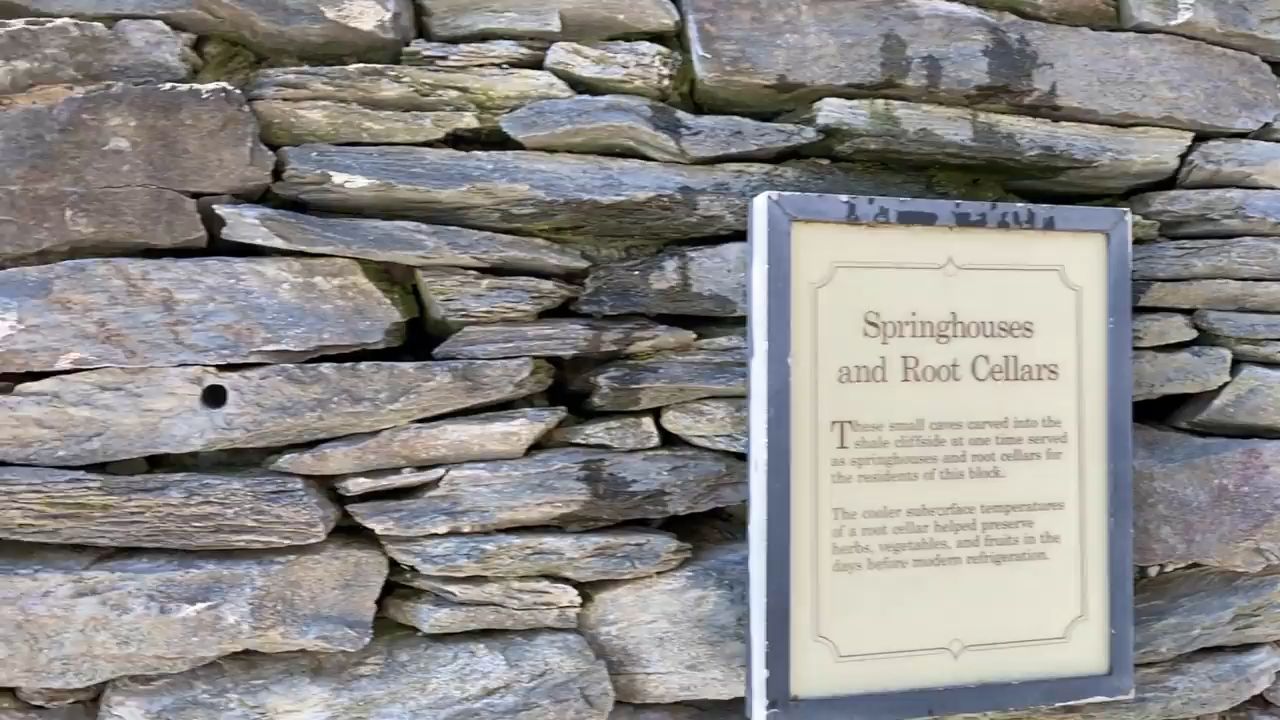 Springhouses
and Root Cellars
These small caves carved into the
shale cliffside at one time served
as springhouses and root cellars for
the residents of this block.
The cooler subsurface temperatures
of a root cellar helped preserve
herbs, vegetables, and fruits in the
days before modern refrigeration.